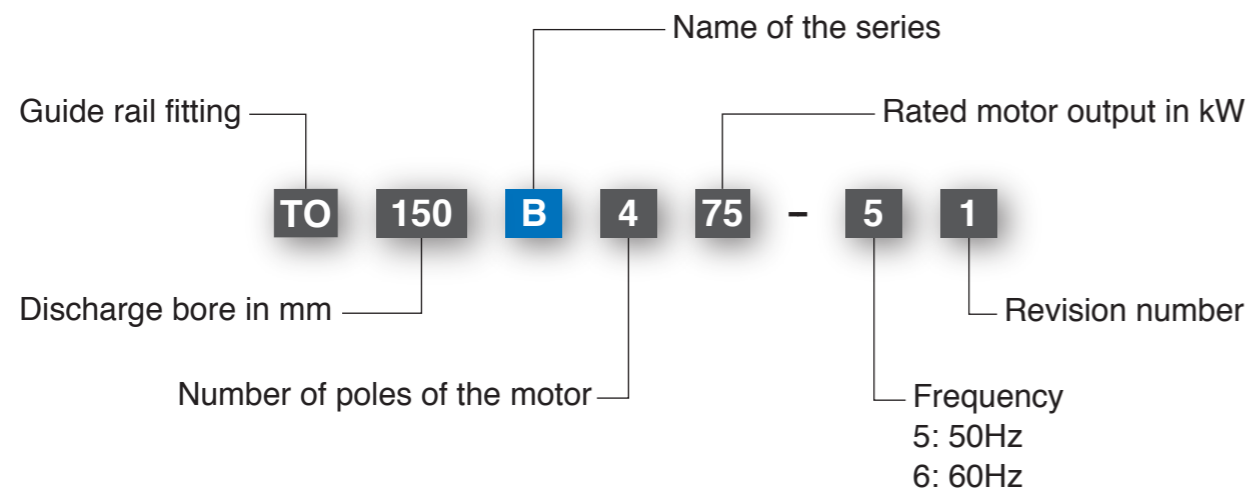 Name of the series
Guide rail fitting
Rated motor output in kW
TO 150 B 4 75 – 5 1
Discharge bore in mm
Revision number
Number of poles of the motor
Frequency
5: 50Hz
6: 60Hz